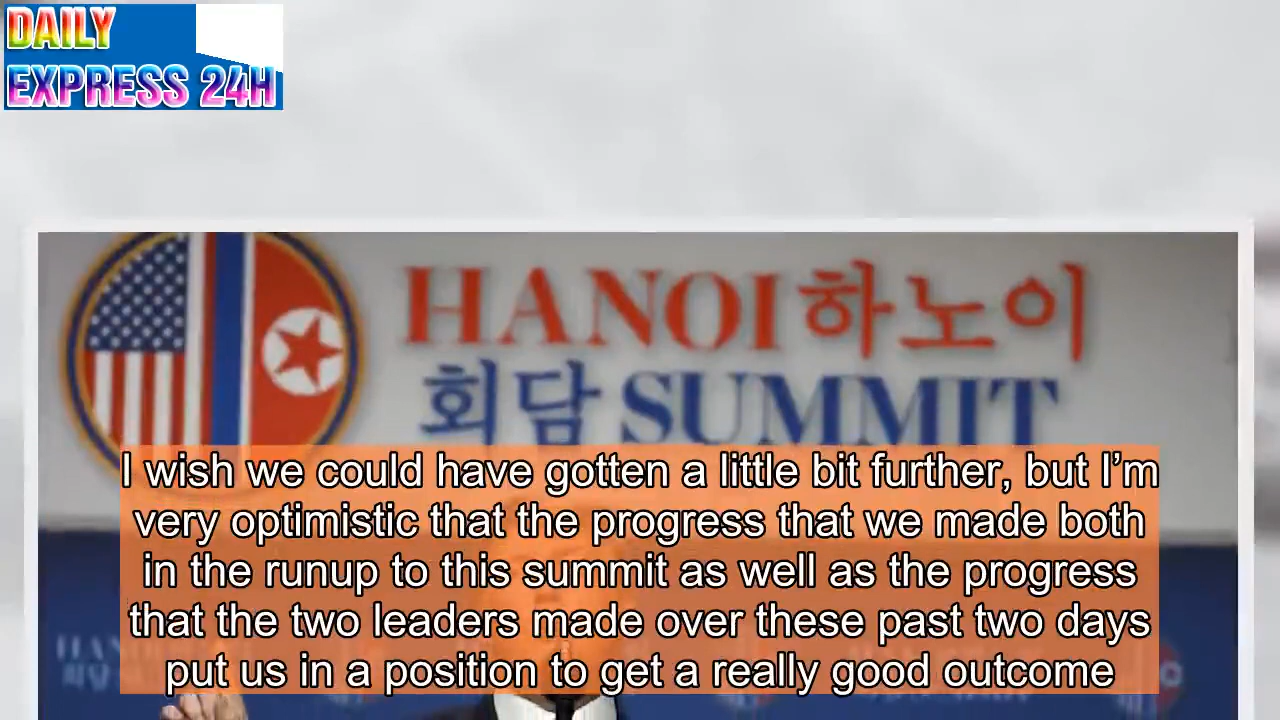 DAILY
EXPRESS 24H
HANOI 하노이
회담 SUMMIT
I wish we could have gotten a little bit further, but I’m
very optimistic that the progress that we made both
in the runup to this summit as well as the progress
that the two leaders made over these past two days
put us in a position to get a really good outcome